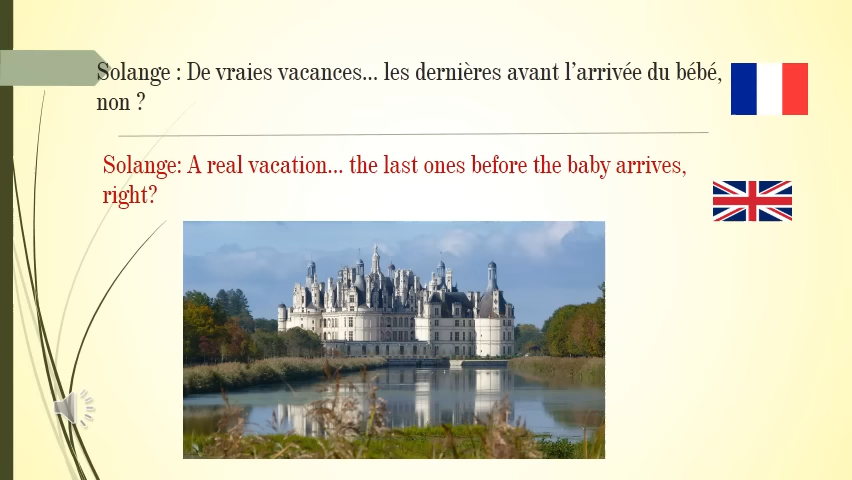 Solange : De vraies vacances... les dernières avant l’arrivée du bébé,
non ?
Solange: A real vacation... the last ones before the baby arrives,
right?